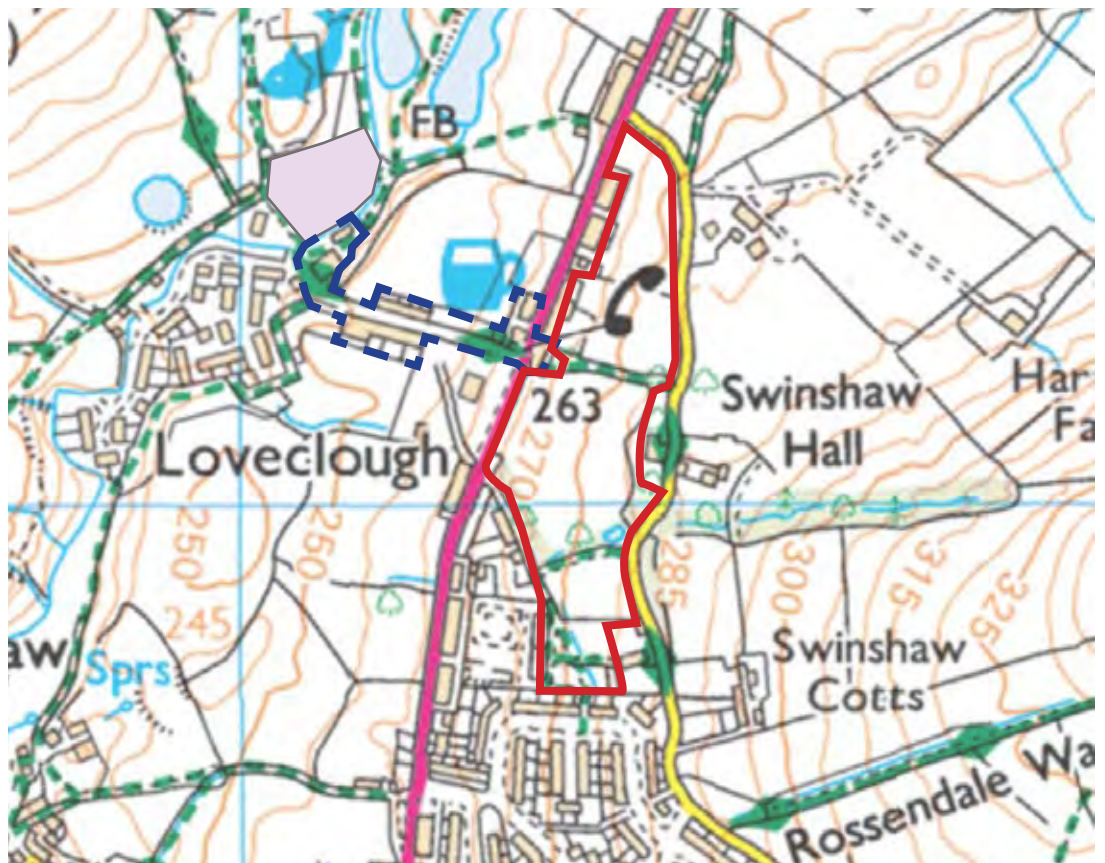 FB
263
Swinshaw
Hall
Har
Fa
Loveclough
270
250
250
245
285
300
315
325
aw
Sprs
Swinshaw
Cotts
Rossendale Wa